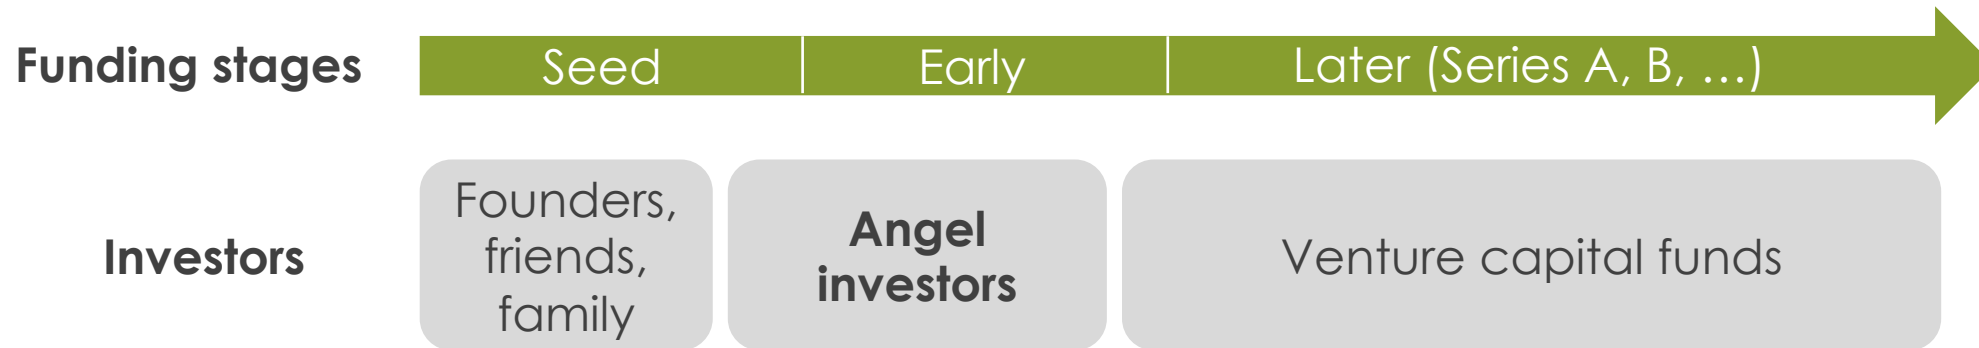 Funding stages
Seed
Early
Later (Series A, B, …)
Investors
Founders,
friends,
family
Angel
investors
Venture capital funds